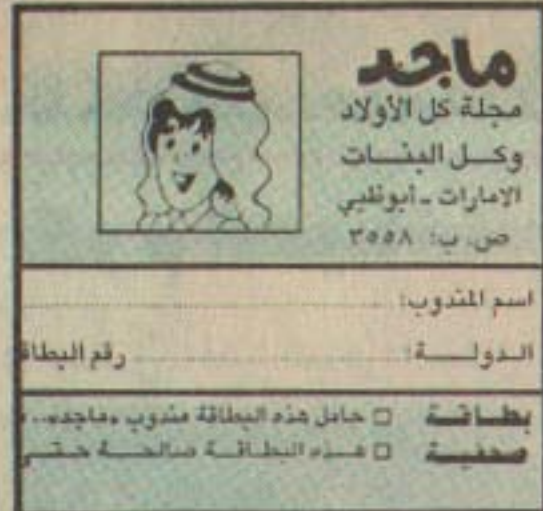 ماجد
مجلة كل الأولاد
وكل البنات
الامارات - أبوظبي
ص. ب: ٣٥٥٨
اسم المندوب:
الدولة: رقم البطا
بطاقة □ حامل هذه البطاقة مندوب «ماجد» ..
صحفية □ هذه البطاقة صالحة حتى